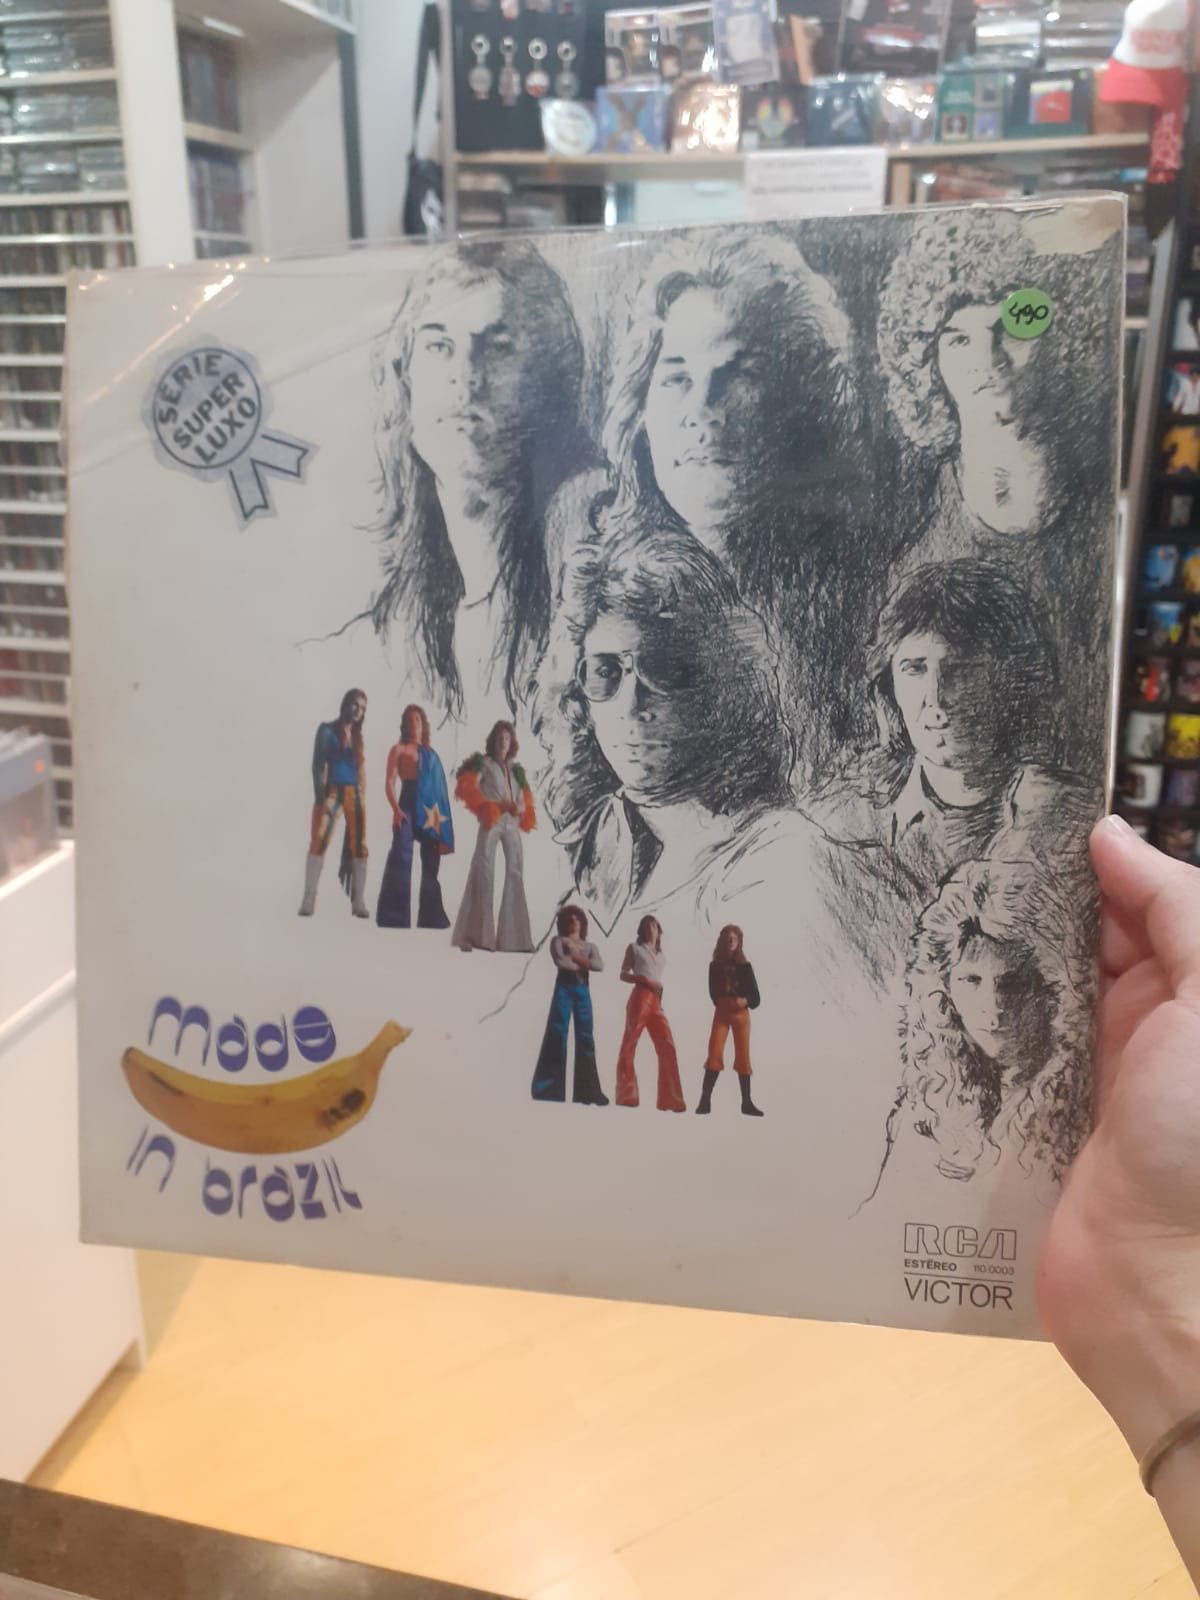 490
SÉRIE
SUPER
LUXO
made
in brazil
RCA
ESTÉREO 110.0003
VICTOR